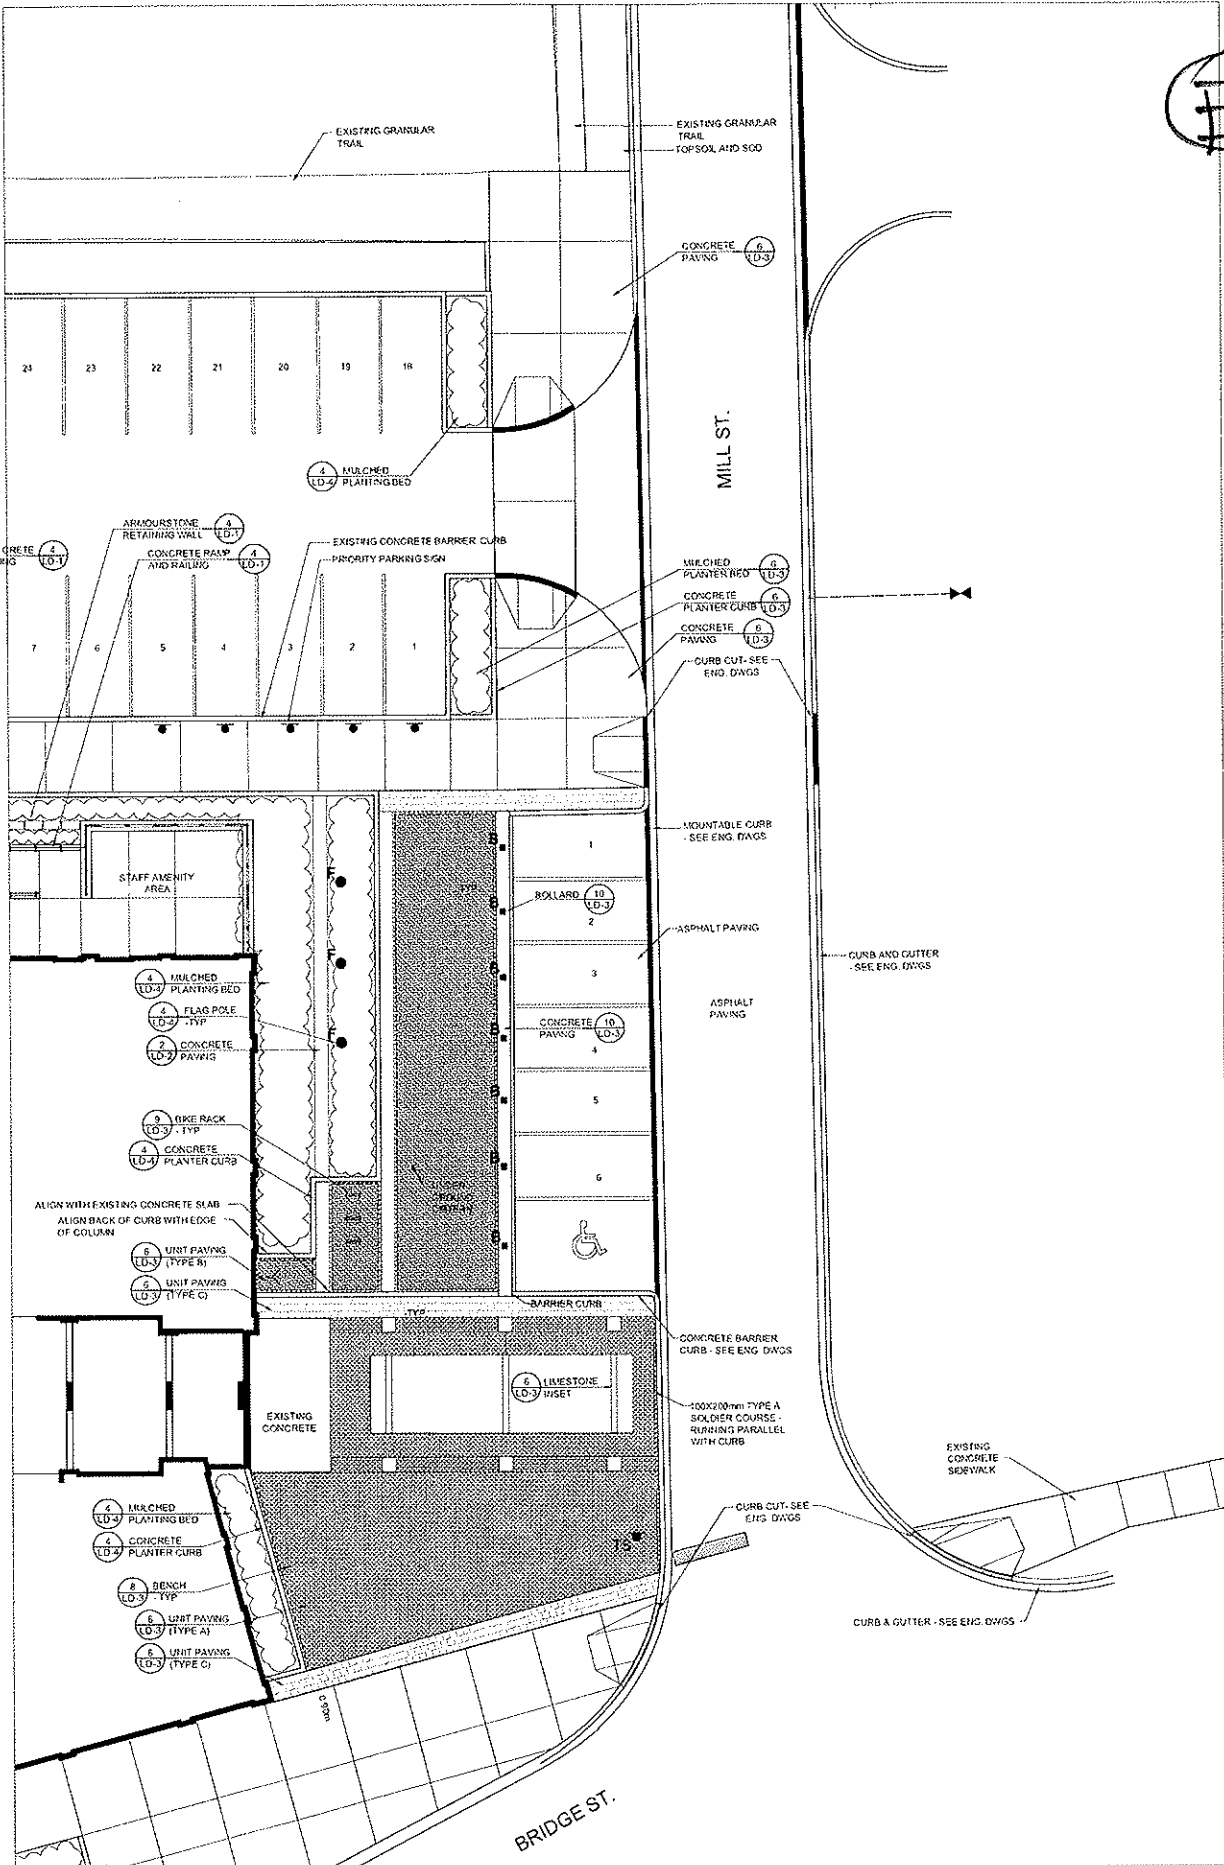 EXISTING GRANULAR
TRAIL
EXISTING GRANULAR
TRAIL
TOPSOIL AND SOD
CONCRETE
PAVING
6
LD-3
24
23
22
21
20
19
18
MILL ST.
4
LD-4
MULCHED
PLANTING BED
ARMOURSTONE
RETAINING WALL
4
LD-1
CONCRETE RAMP
AND RAILING
4
LD-1
4
LD-1
EXISTING CONCRETE BARRIER CURB
PRIORITY PARKING SIGN
MULCHED
PLANTER BED
6
LD-3
CONCRETE
PLANTER CURB
6
LD-3
CONCRETE
PAVING
6
LD-3
CURB CUT- SEE
ENG. DWGS
7
6
5
4
3
2
1
MOUNTABLE CURB
- SEE ENG. DWGS
STAFF AMENITY
AREA
TYP
BOLLARD
10
LD-3
1
2
3
4
5
6
B
B
B
B
B
B
B
F
F
F
ASPHALT PAVING
CURB AND GUTTER
- SEE ENG. DWGS
ASPHALT
PAVING
CONCRETE
PAVING
10
LD-3
4
LD-4
MULCHED
PLANTING BED
4
LD-4
FLAG POLE
- TYP
2
LD-2
CONCRETE
PAVING
9
LD-3
BIKE RACK
- TYP
4
LD-4
CONCRETE
PLANTER CURB
ALIGN WITH EXISTING CONCRETE SLAB
ALIGN BACK OF CURB WITH EDGE
OF COLUMN
6
LD-3
UNIT PAVING
(TYPE B)
6
LD-3
UNIT PAVING
(TYPE C)
TYP
BARRIER CURB
CONCRETE BARRIER
CURB - SEE ENG. DWGS
6
LD-3
LIMESTONE
INSET
EXISTING
CONCRETE
100X200mm TYPE A
SOLDIER COURSE -
RUNNING PARALLEL
WITH CURB
EXISTING
CONCRETE
SIDEWALK
CURB CUT- SEE
ENG. DWGS
TS
4
LD-4
MULCHED
PLANTING BED
4
LD-4
CONCRETE
PLANTER CURB
8
LD-3
BENCH
- TYP
6
LD-3
UNIT PAVING
(TYPE A)
6
LD-3
UNIT PAVING
(TYPE C)
CURB & GUTTER - SEE ENG. DWGS
0.90m
BRIDGE ST.